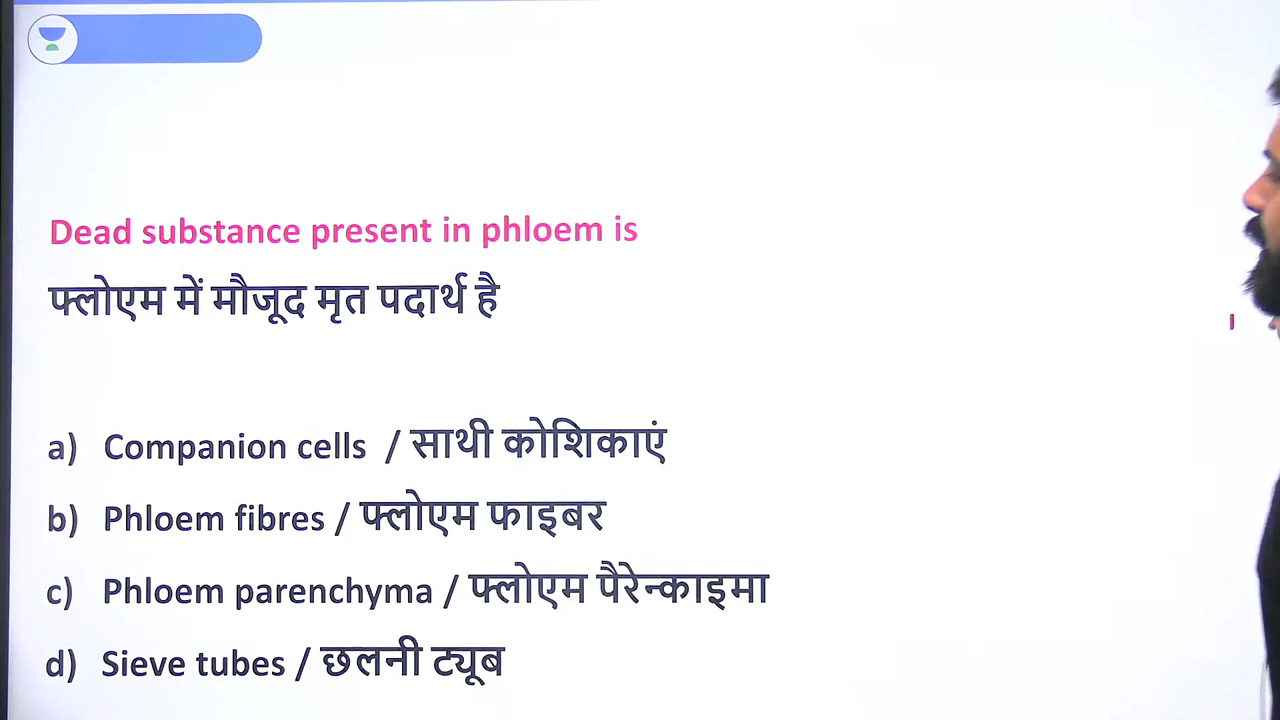 Dead substance present in phloem is
फ्लोएम में मौजूद मृत पदार्थ है
a) Companion cells / साथी कोशिकाएं
b) Phloem fibres / फ्लोएम फाइबर
c) Phloem parenchyma / फ्लोएम पैरेन्काइमा
d) Sieve tubes / छलनी ट्यूब